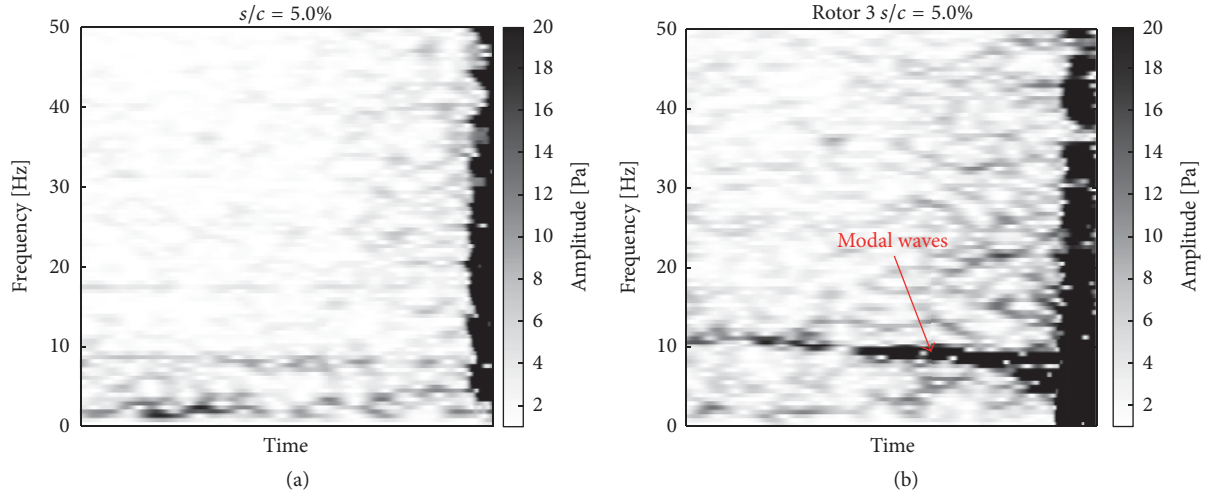 s/c = 5.0%
50
40
30
20
10
0
Frequency [Hz]
Time
20
18
16
14
12
10
8
6
4
2
Amplitude [Pa]
(a)
Rotor 3 s/c = 5.0%
50
40
30
20
10
0
Frequency [Hz]
Modal waves
Time
20
18
16
14
12
10
8
6
4
2
Amplitude [Pa]
(b)